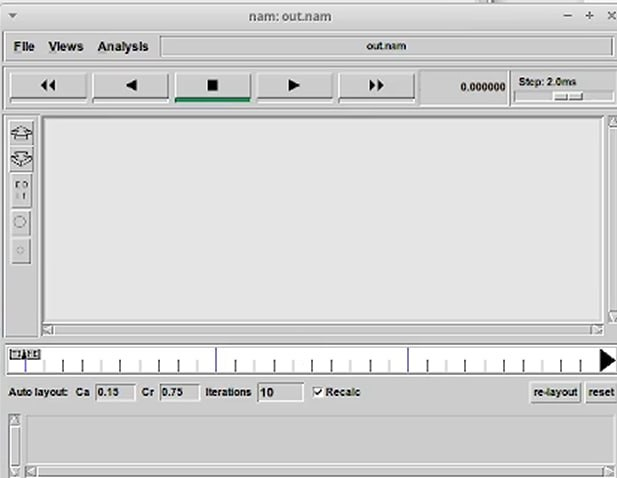 nam: out.nam
File Views Analysis out.nam
0.000000 Step: 2.0ms
TIME
Auto layout: Ca 0.15 Cr 0.75 Iterations 10 Recalc re-layout reset